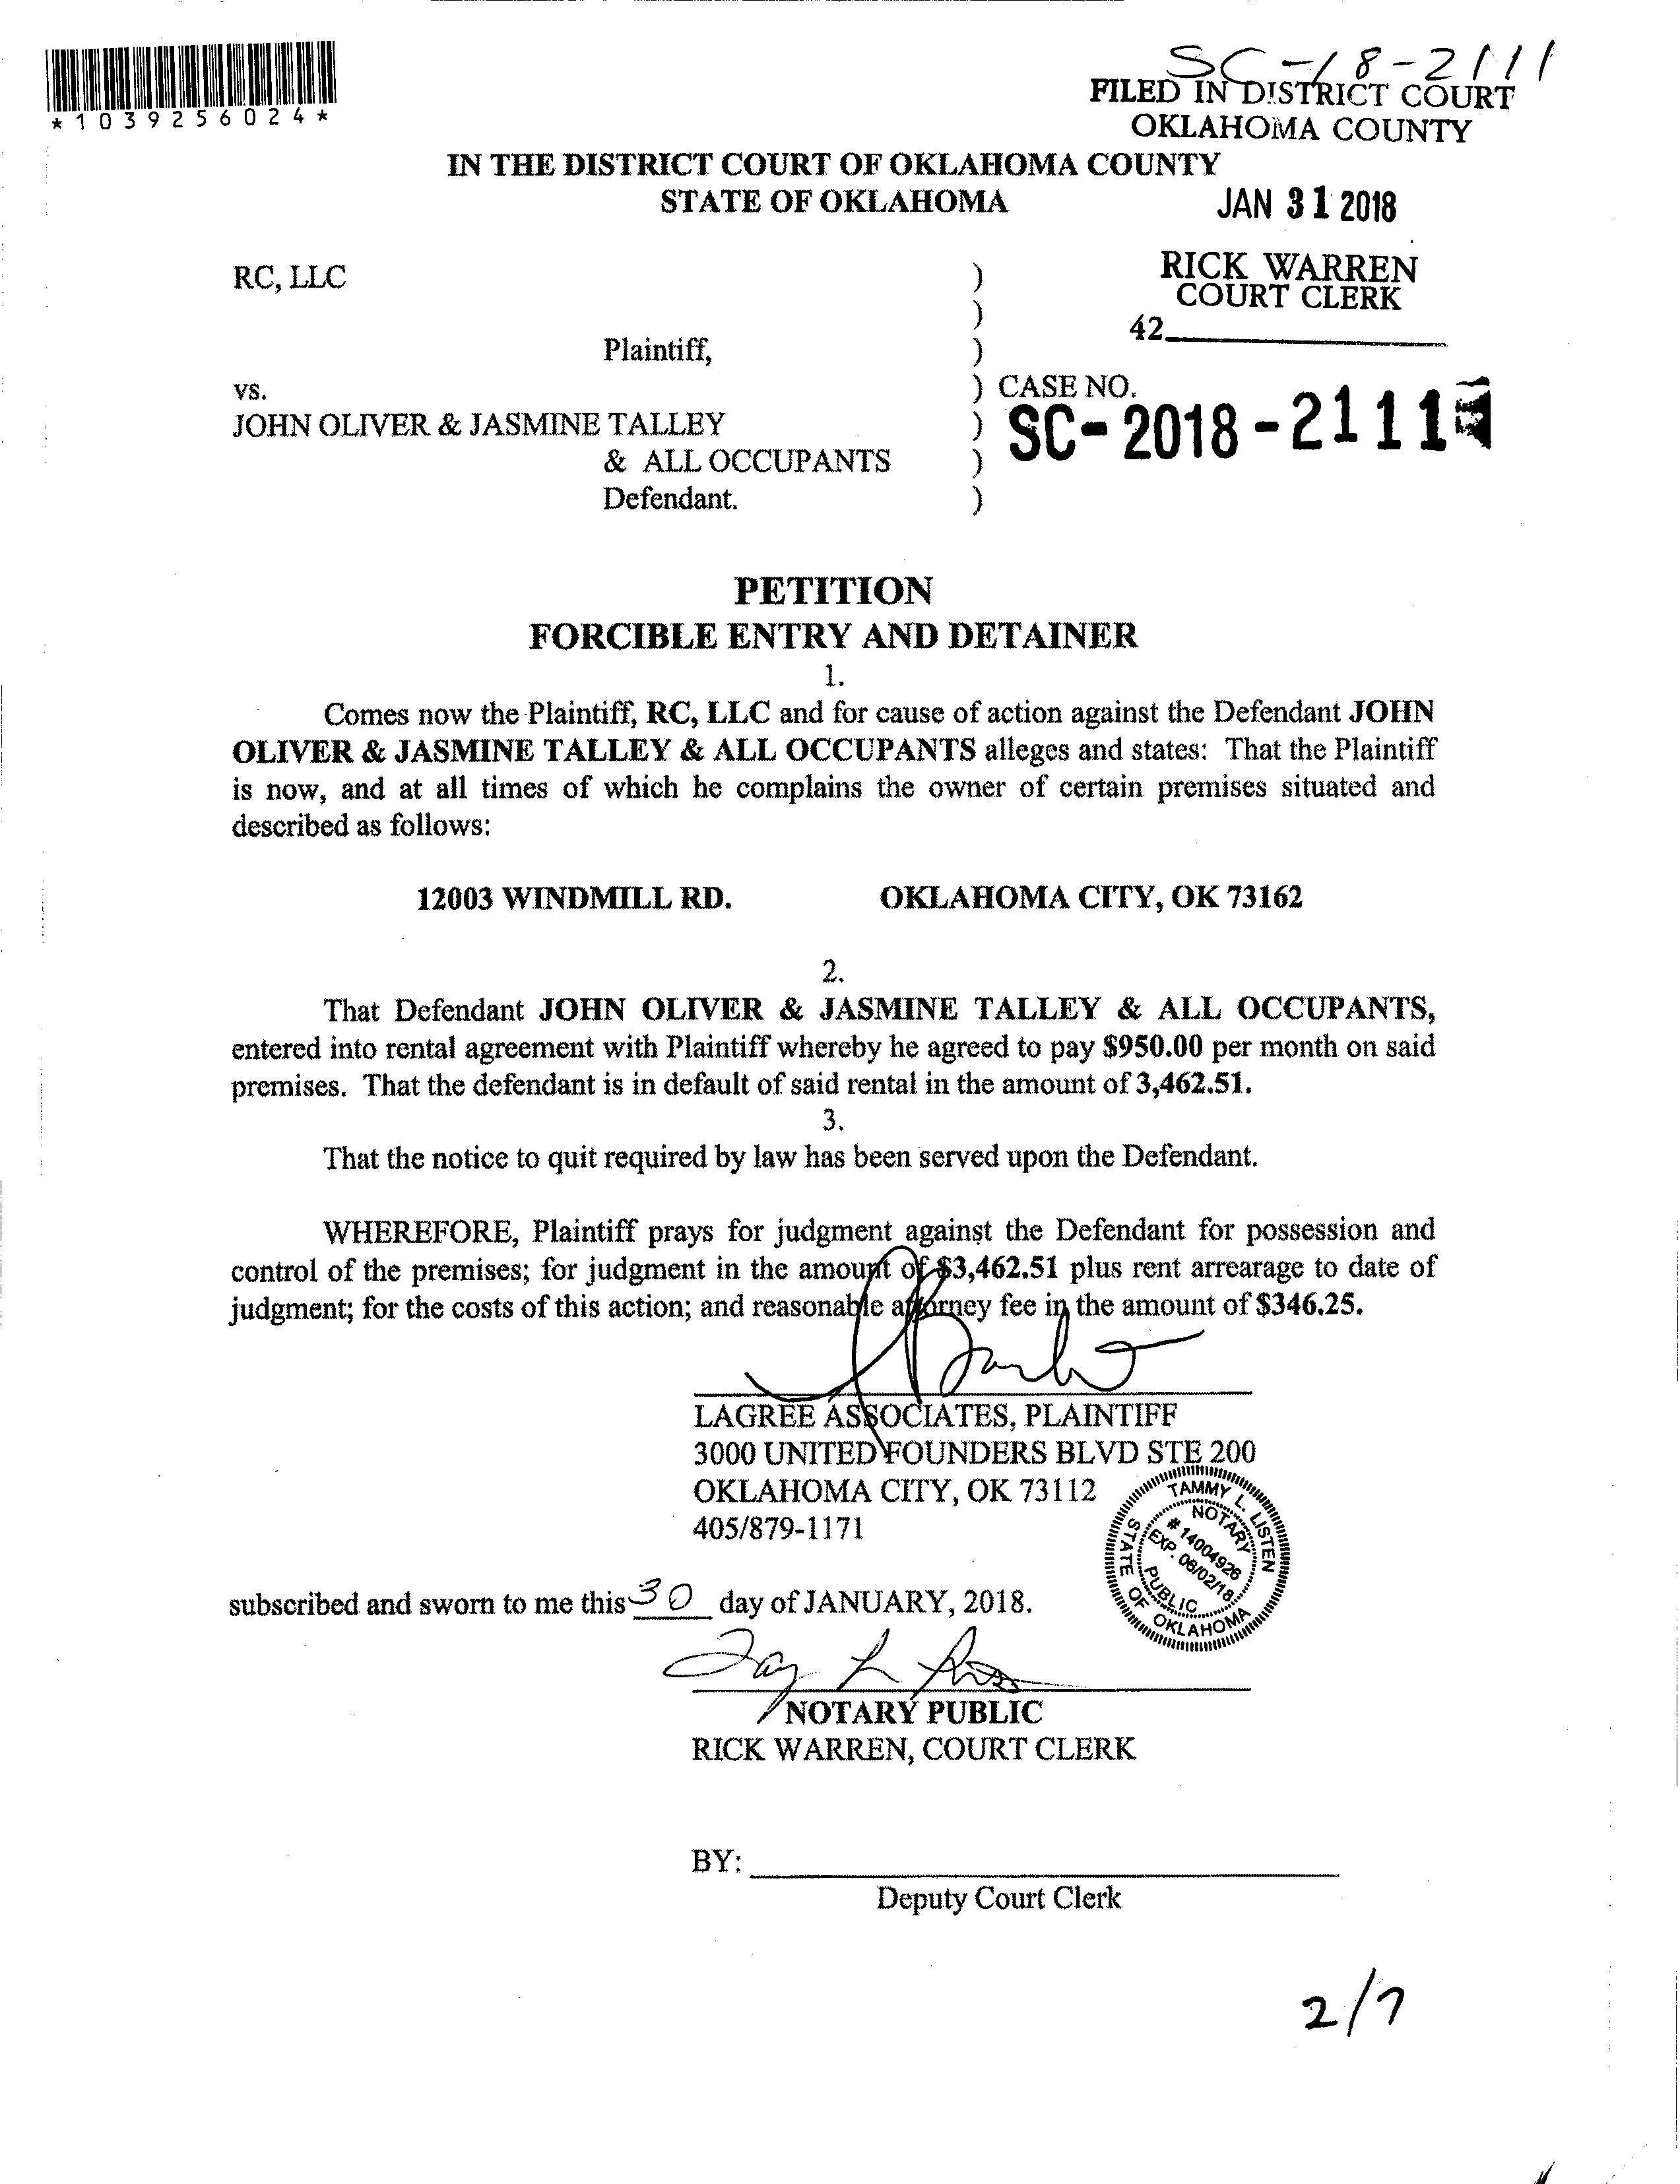 SC-18-2111
*1039256024*
FILED IN DISTRICT COURT
OKLAHOMA COUNTY
IN THE DISTRICT COURT OF OKLAHOMA COUNTY
STATE OF OKLAHOMA
JAN 31 2018
RICK WARREN
COURT CLERK
42
RC, LLC )
)
Plaintiff, )
vs. ) CASE NO.
JOHN OLIVER & JASMINE TALLEY ) SC-2018-2111
& ALL OCCUPANTS )
Defendant. )
PETITION
FORCIBLE ENTRY AND DETAINER
1.
Comes now the Plaintiff, RC, LLC and for cause of action against the Defendant JOHN
OLIVER & JASMINE TALLEY & ALL OCCUPANTS alleges and states: That the Plaintiff
is now, and at all times of which he complains the owner of certain premises situated and
described as follows:
12003 WINDMILL RD. OKLAHOMA CITY, OK 73162
2.
That Defendant JOHN OLIVER & JASMINE TALLEY & ALL OCCUPANTS,
entered into rental agreement with Plaintiff whereby he agreed to pay $950.00 per month on said
premises. That the defendant is in default of said rental in the amount of 3,462.51.
3.
That the notice to quit required by law has been served upon the Defendant.
WHEREFORE, Plaintiff prays for judgment against the Defendant for possession and
control of the premises; for judgment in the amount of $3,462.51 plus rent arrearage to date of
judgment; for the costs of this action; and reasonable attorney fee in the amount of $346.25.
LAGREE ASSOCIATES, PLAINTIFF
3000 UNITED FOUNDERS BLVD STE 200
OKLAHOMA CITY, OK 73112
405/879-1171
TAMMY L. LISTEN
NOTARY
# 14004926
EXP. 06/02/18
PUBLIC
STATE OF OKLAHOMA
subscribed and sworn to me this 30 day of JANUARY, 2018.
NOTARY PUBLIC
RICK WARREN, COURT CLERK
BY:
Deputy Court Clerk
2/7